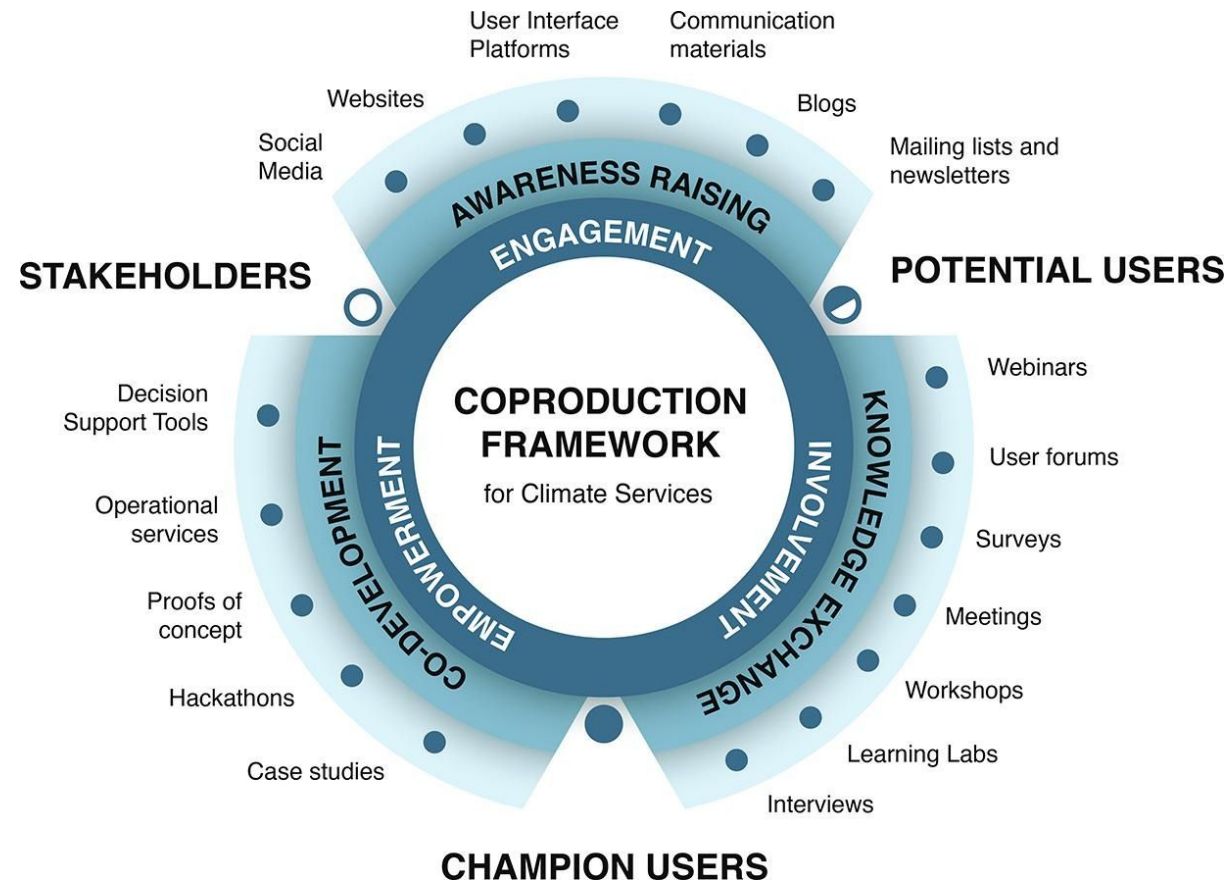 User Interface
Platforms
Communication
materials
Websites
Blogs
Social
Media
Mailing lists and
newsletters
AWARENESS RAISING
ENGAGEMENT
STAKEHOLDERS
POTENTIAL USERS
COPRODUCTION
FRAMEWORK
for Climate Services
INVOLVEMENT
KNOWLEDGE EXCHANGE
Webinars
User forums
Surveys
Meetings
Workshops
Learning Labs
Interviews
EMPOWERMENT
CO-DEVELOPMENT
Decision
Support Tools
Operational
services
Proofs of
concept
Hackathons
Case studies
CHAMPION USERS